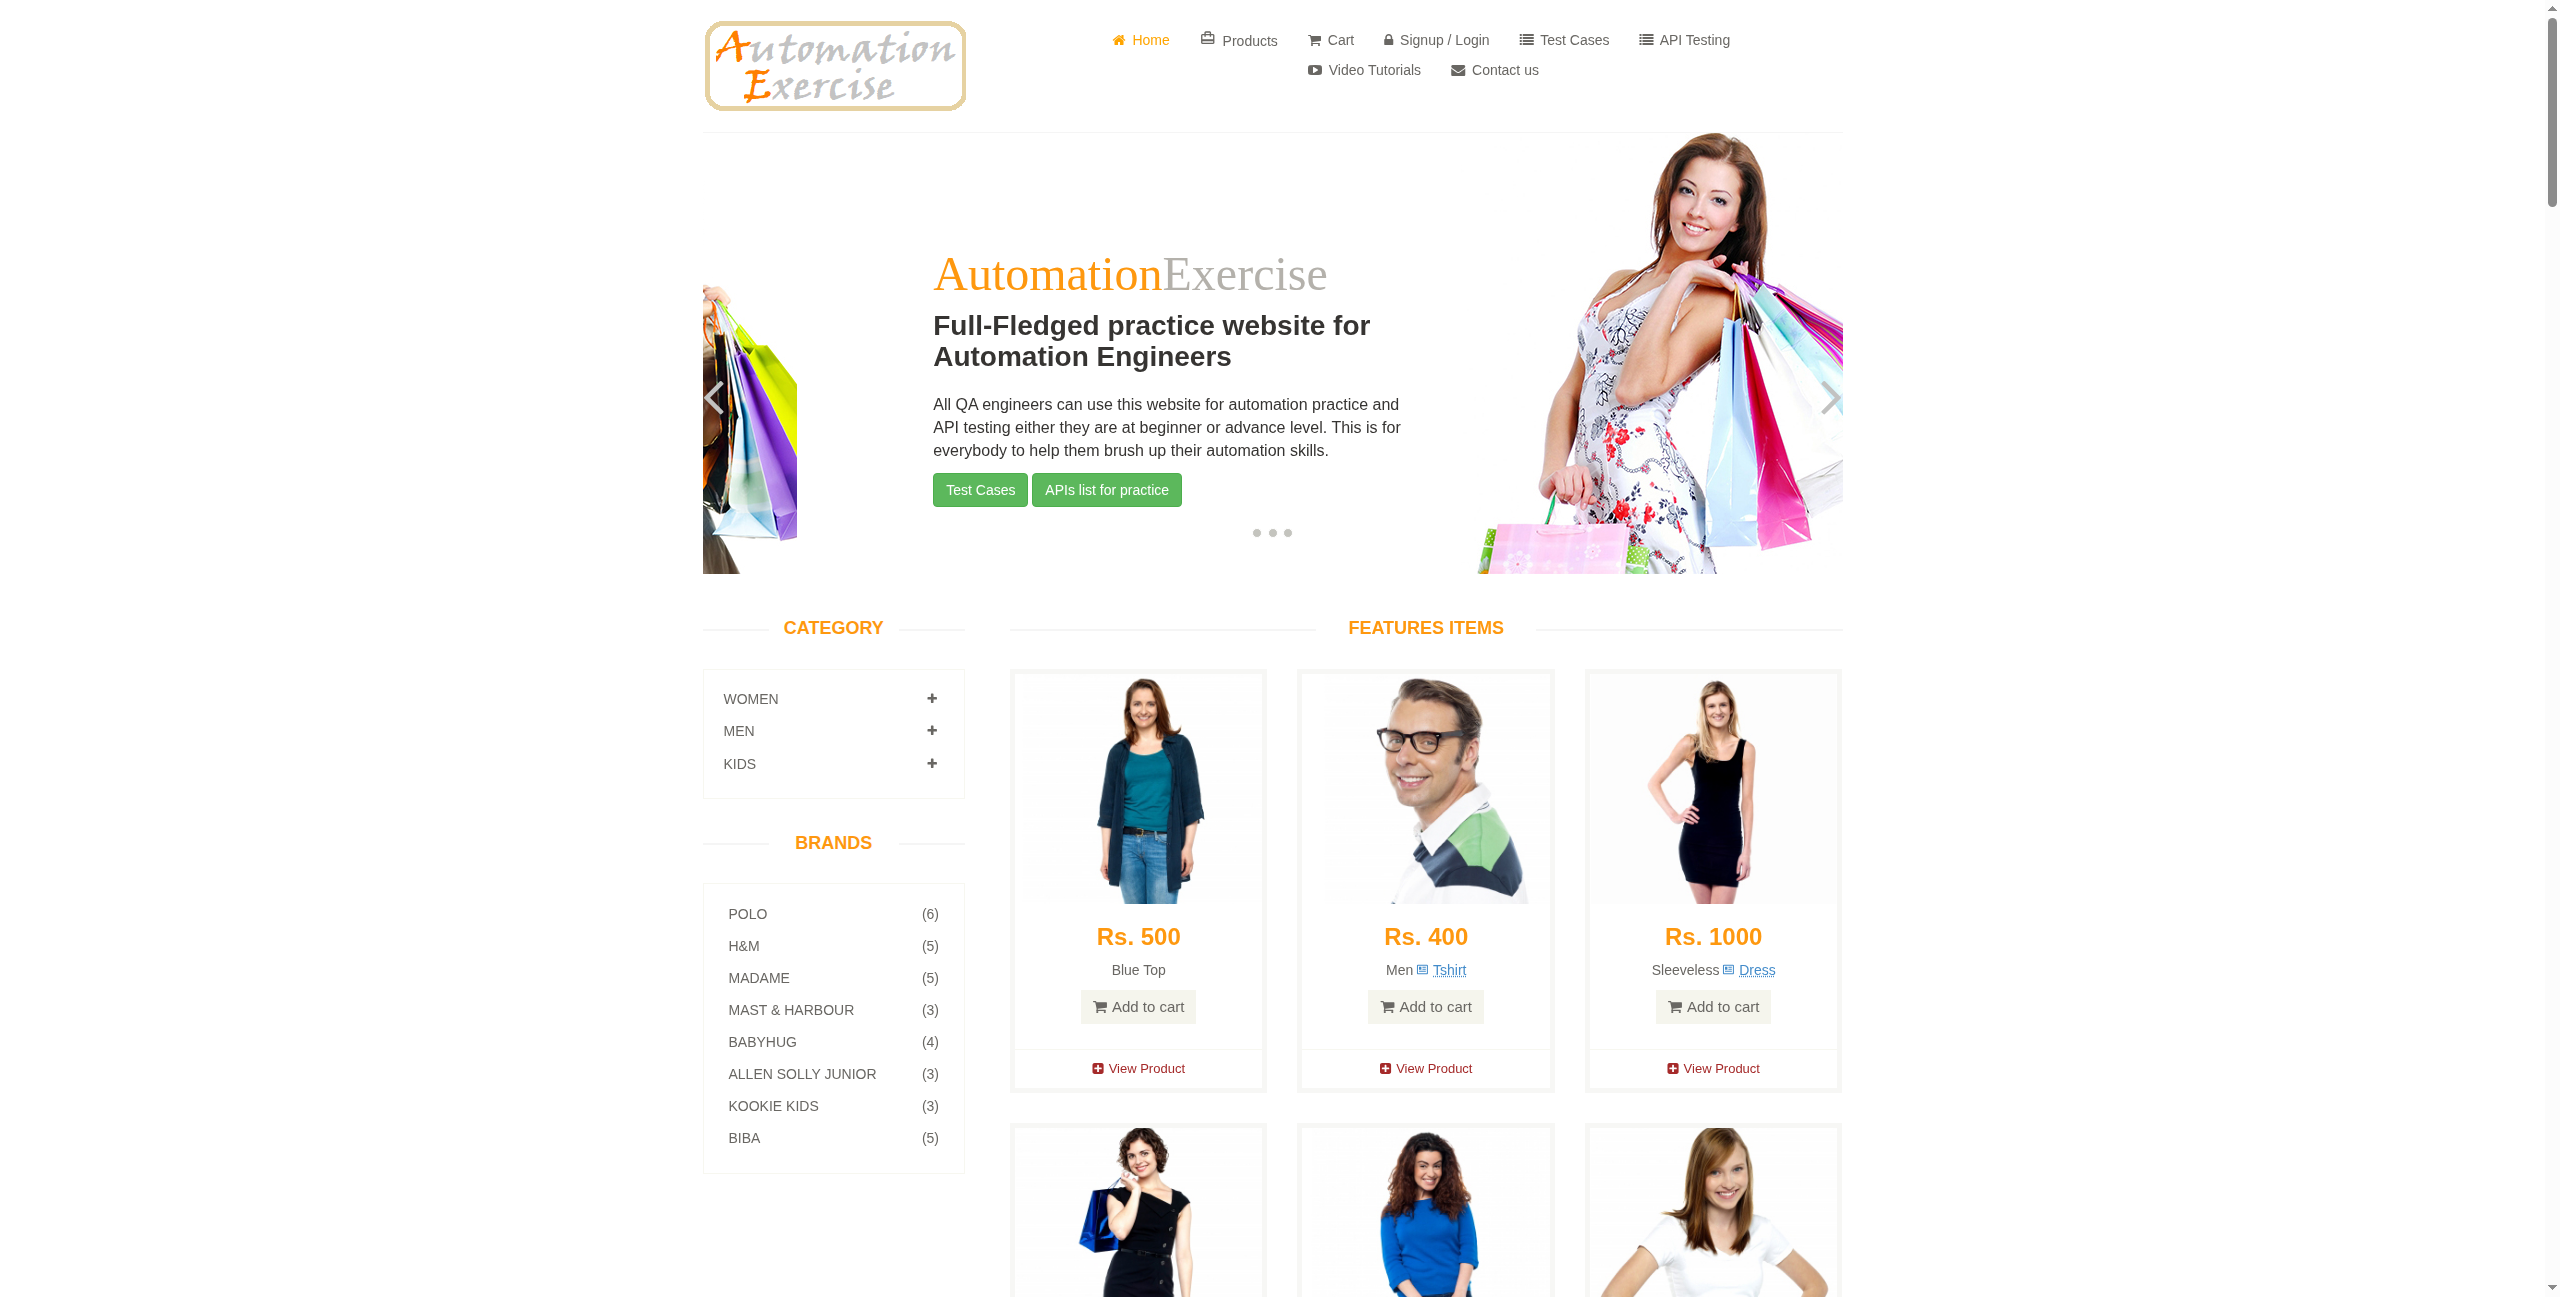 Automation
Exercise
Home Products Cart Signup / Login Test Cases API Testing
Video Tutorials Contact us
AutomationExercise
Full-Fledged practice website for
Automation Engineers
All QA engineers can use this website for automation practice and
API testing either they are at beginner or advance level. This is for
everybody to help them brush up their automation skills.
Test Cases APIs list for practice
CATEGORY
WOMEN
MEN
KIDS
BRANDS
POLO (6)
H&M (5)
MADAME (5)
MAST & HARBOUR (3)
BABYHUG (4)
ALLEN SOLLY JUNIOR (3)
KOOKIE KIDS (3)
BIBA (5)
FEATURES ITEMS
Rs. 500
Blue Top
Add to cart
View Product
Rs. 400
Men Tshirt
Add to cart
View Product
Rs. 1000
Sleeveless Dress
Add to cart
View Product